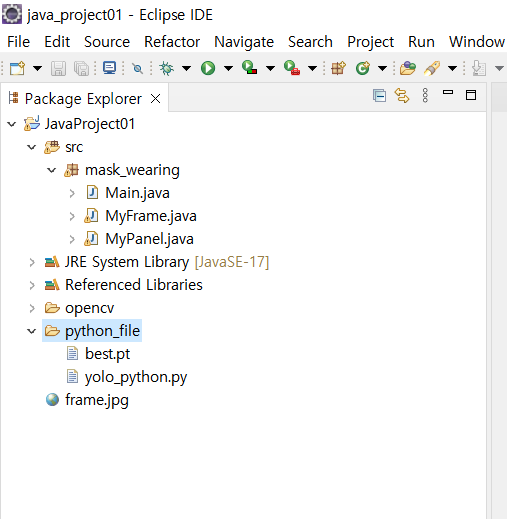 java_project01 - Eclipse IDE
File Edit Source Refactor Navigate Search Project Run Window
Package Explorer
JavaProject01
src
mask_wearing
Main.java
MyFrame.java
MyPanel.java
JRE System Library [JavaSE-17]
Referenced Libraries
opencv
python_file
best.pt
yolo_python.py
frame.jpg